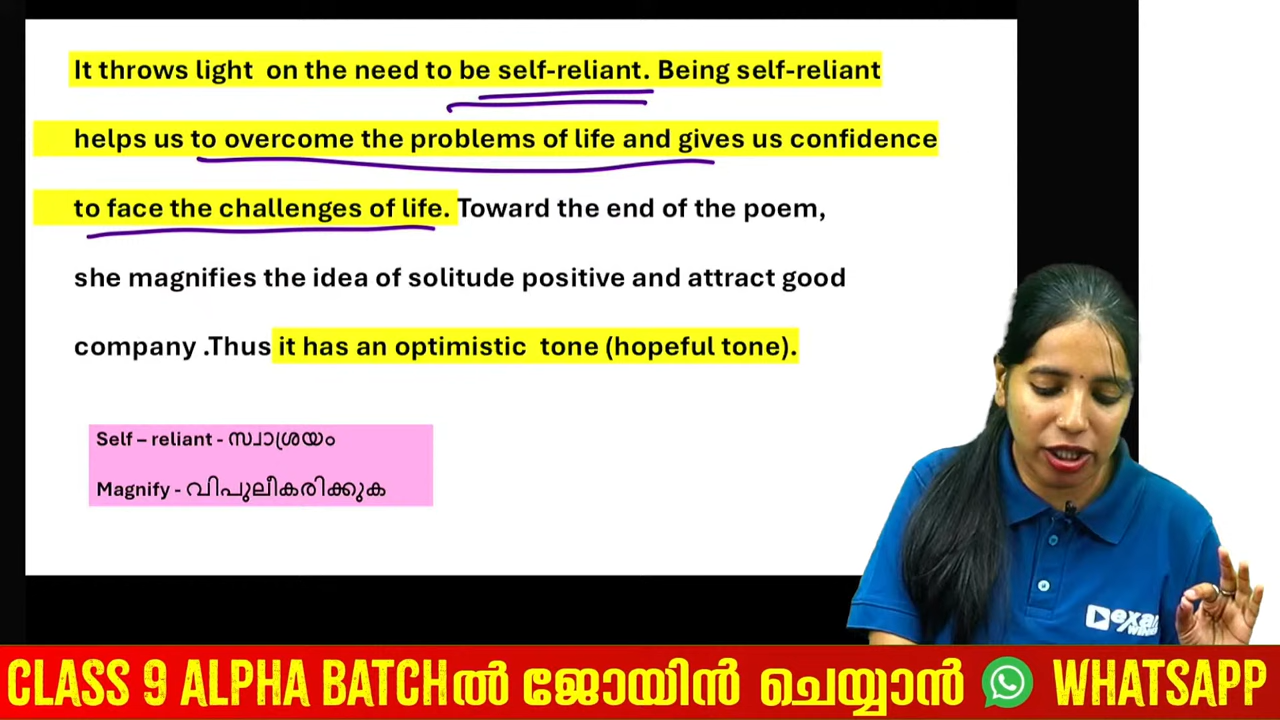 It throws light on the need to be self-reliant. Being self-reliant
helps us to overcome the problems of life and gives us confidence
to face the challenges of life. Toward the end of the poem,
she magnifies the idea of solitude positive and attract good
company .Thus it has an optimistic tone (hopeful tone).
Self – reliant - സ്വാശ്രയം
Magnify - വിപുലീകരിക്കുക
exam
WINNER
CLASS 9 ALPHA BATCHൽ ജോയിൻ ചെയ്യാൻ WHATSAPP